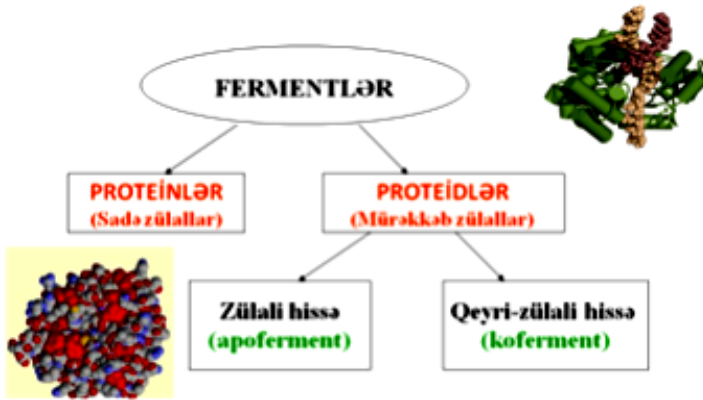 FERMENTLƏR
PROTEİNLƏR
(Sadə zülallar)
PROTEİDLƏR
(Mürəkkəb zülallar)
Zülali hissə
(apoferment)
Qeyri-zülali hissə
(koferment)